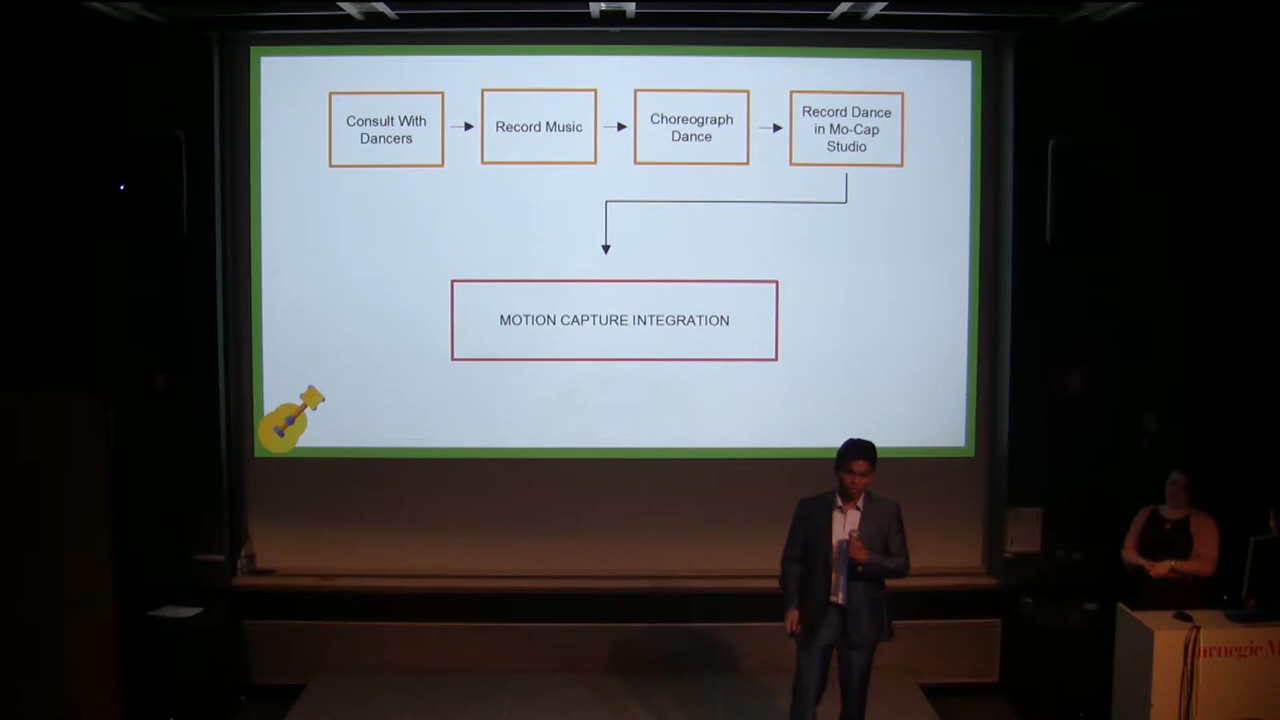 Consult With
Dancers
Record Music
Choreograph
Dance
Record Dance
in Mo-Cap
Studio
MOTION CAPTURE INTEGRATION